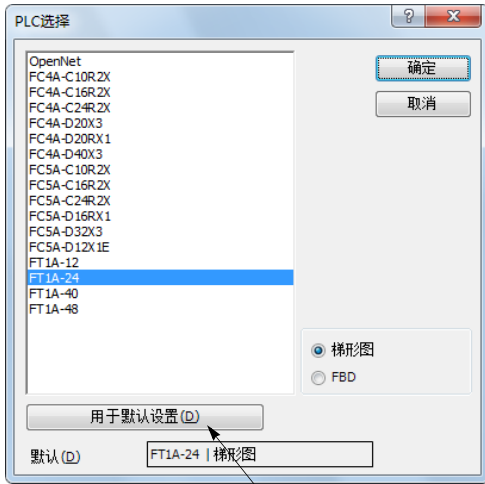 PLC选择
OpenNet
FC4A-C10R2X
FC4A-C16R2X
FC4A-C24R2X
FC4A-D20X3
FC4A-D20RX1
FC4A-D40X3
FC5A-C10R2X
FC5A-C16R2X
FC5A-C24R2X
FC5A-D16RX1
FC5A-D32X3
FC5A-D12X1E
FT1A-12
FT1A-24
FT1A-40
FT1A-48
确定
取消
梯形图
FBD
用于默认设置(D)
默认(D)
FT1A-24 | 梯形图